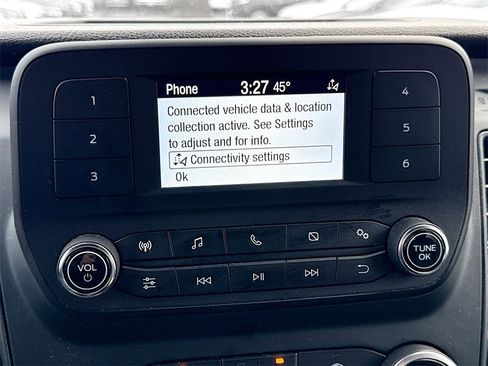 Phone 3:27 45°
Connected vehicle data & location
collection active. See Settings
to adjust and for info.
Connectivity settings
Ok
1
2
3
4
5
6
VOL
TUNE
OK